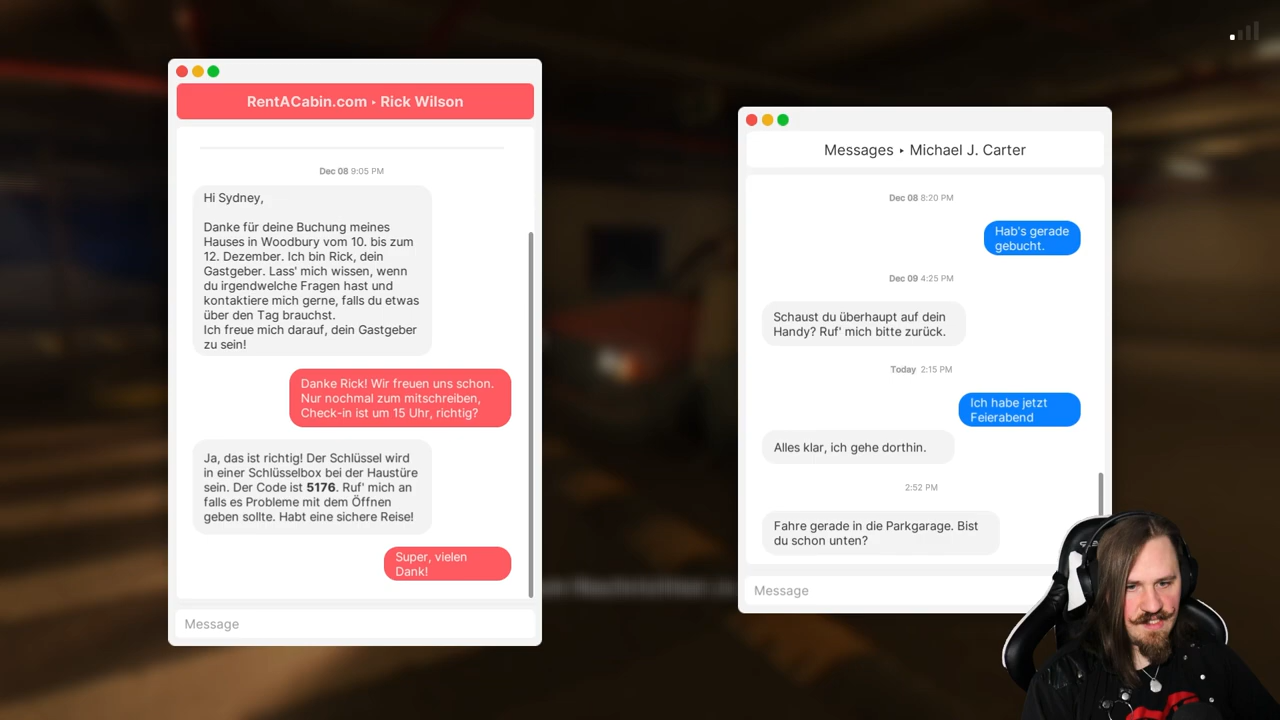 RentACabin.com ▸ Rick Wilson
Dec 08 9:05 PM
Hi Sydney,
Danke für deine Buchung meines
Hauses in Woodbury vom 10. bis zum
12. Dezember. Ich bin Rick, dein
Gastgeber. Lass' mich wissen, wenn
du irgendwelche Fragen hast und
kontaktiere mich gerne, falls du etwas
über den Tag brauchst.
Ich freue mich darauf, dein Gastgeber
zu sein!
Danke Rick! Wir freuen uns schon.
Nur nochmal zum mitschreiben,
Check-in ist um 15 Uhr, richtig?
Ja, das ist richtig! Der Schlüssel wird
in einer Schlüsselbox bei der Haustüre
sein. Der Code ist 5176. Ruf' mich an
falls es Probleme mit dem Öffnen
geben sollte. Habt eine sichere Reise!
Super, vielen
Dank!
Message
Messages ▸ Michael J. Carter
Dec 08 8:20 PM
Hab's gerade
gebucht.
Dec 09 4:25 PM
Schaust du überhaupt auf dein
Handy? Ruf' mich bitte zurück.
Today 2:15 PM
Ich habe jetzt
Feierabend
Alles klar, ich gehe dorthin.
2:52 PM
Fahre gerade in die Parkgarage. Bist
du schon unten?
Message